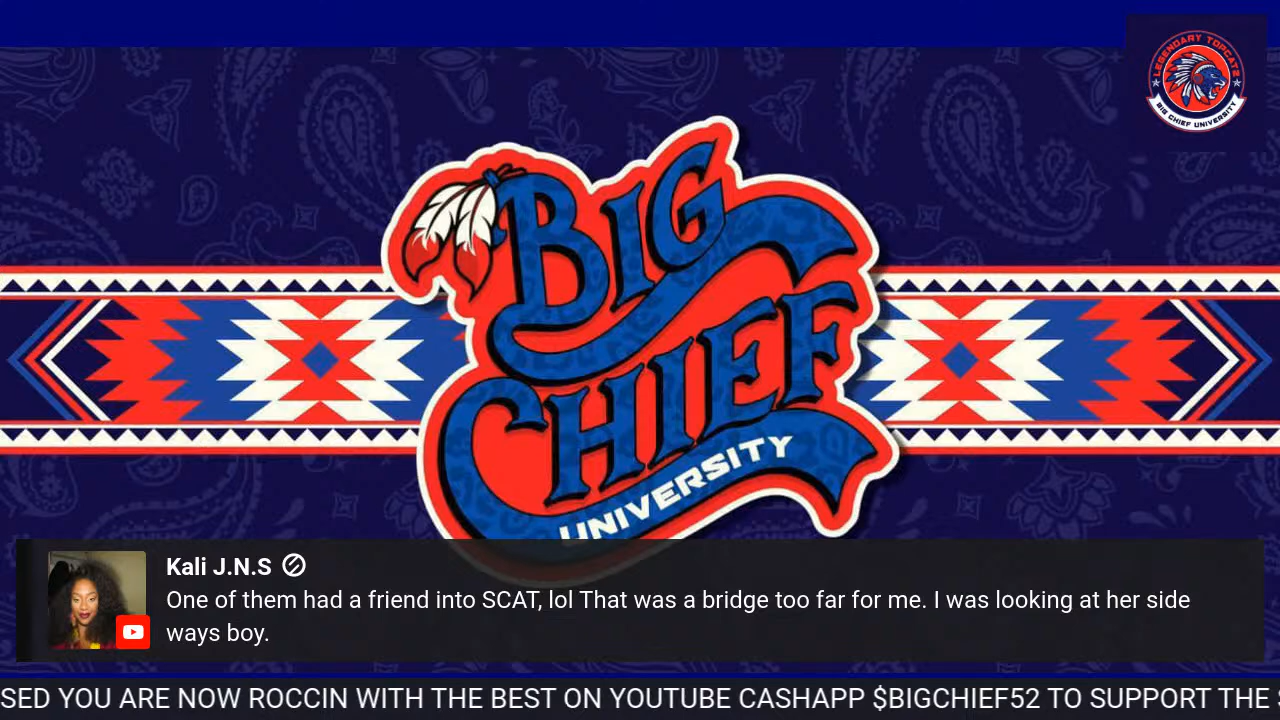 LEGENDARY TOPCATZ
BIG CHIEF UNIVERSITY
BIG
CHIEF
UNIVERSITY
Kali J.N.S
One of them had a friend into SCAT, lol That was a bridge too far for me. I was looking at her side
ways boy.
SED YOU ARE NOW ROCCIN WITH THE BEST ON YOUTUBE CASHAPP $BIGCHIEF52 TO SUPPORT THE